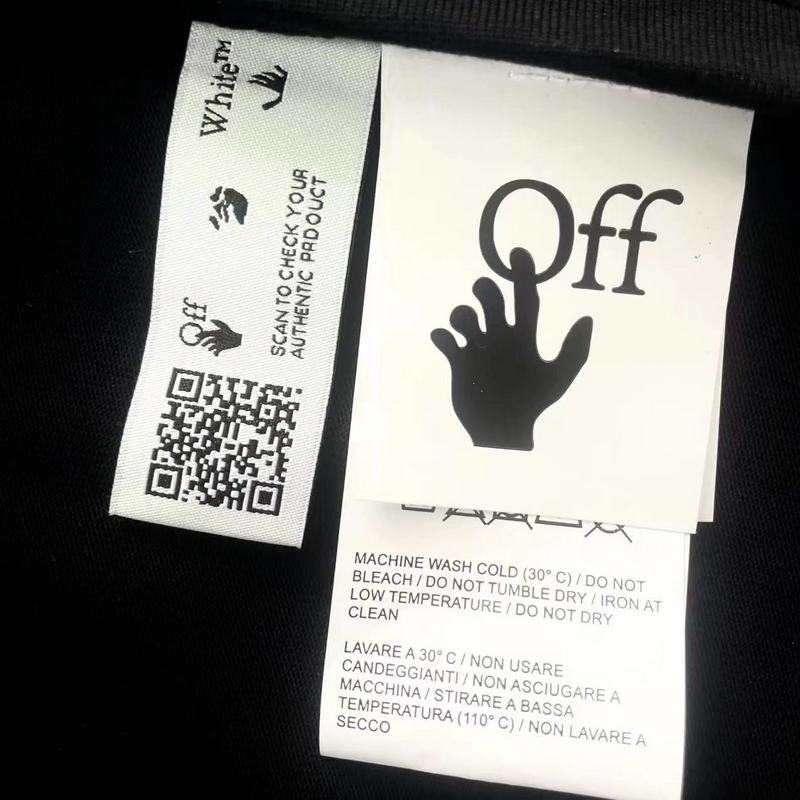 White™
Off
SCAN TO CHECK YOUR
AUTHENTIC PRDOUCT
Off
MACHINE WASH COLD (30° C) / DO NOT
BLEACH / DO NOT TUMBLE DRY / IRON AT
LOW TEMPERATURE / DO NOT DRY
CLEAN
LAVARE A 30° C / NON USARE
CANDEGGIANTI / NON ASCIUGARE A
MACCHINA / STIRARE A BASSA
TEMPERATURA (110° C) / NON LAVARE A
SECCO